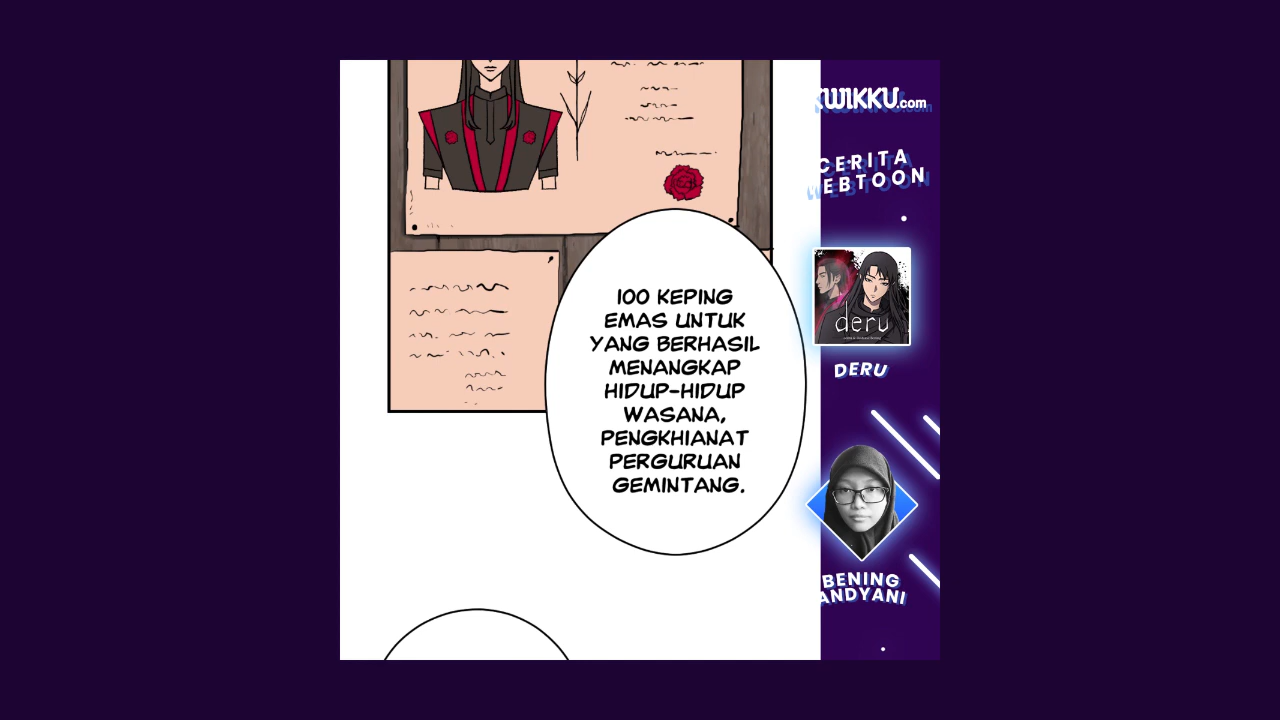 100 KEPING
EMAS UNTUK
YANG BERHASIL
MENANGKAP
HIDUP-HIDUP
WASANA,
PENGKHIANAT
PERGURUAN
GEMINTANG.
KWIKKU.com
CERITA
WEBTOON
deru
DERU
BENING
ANDYANI